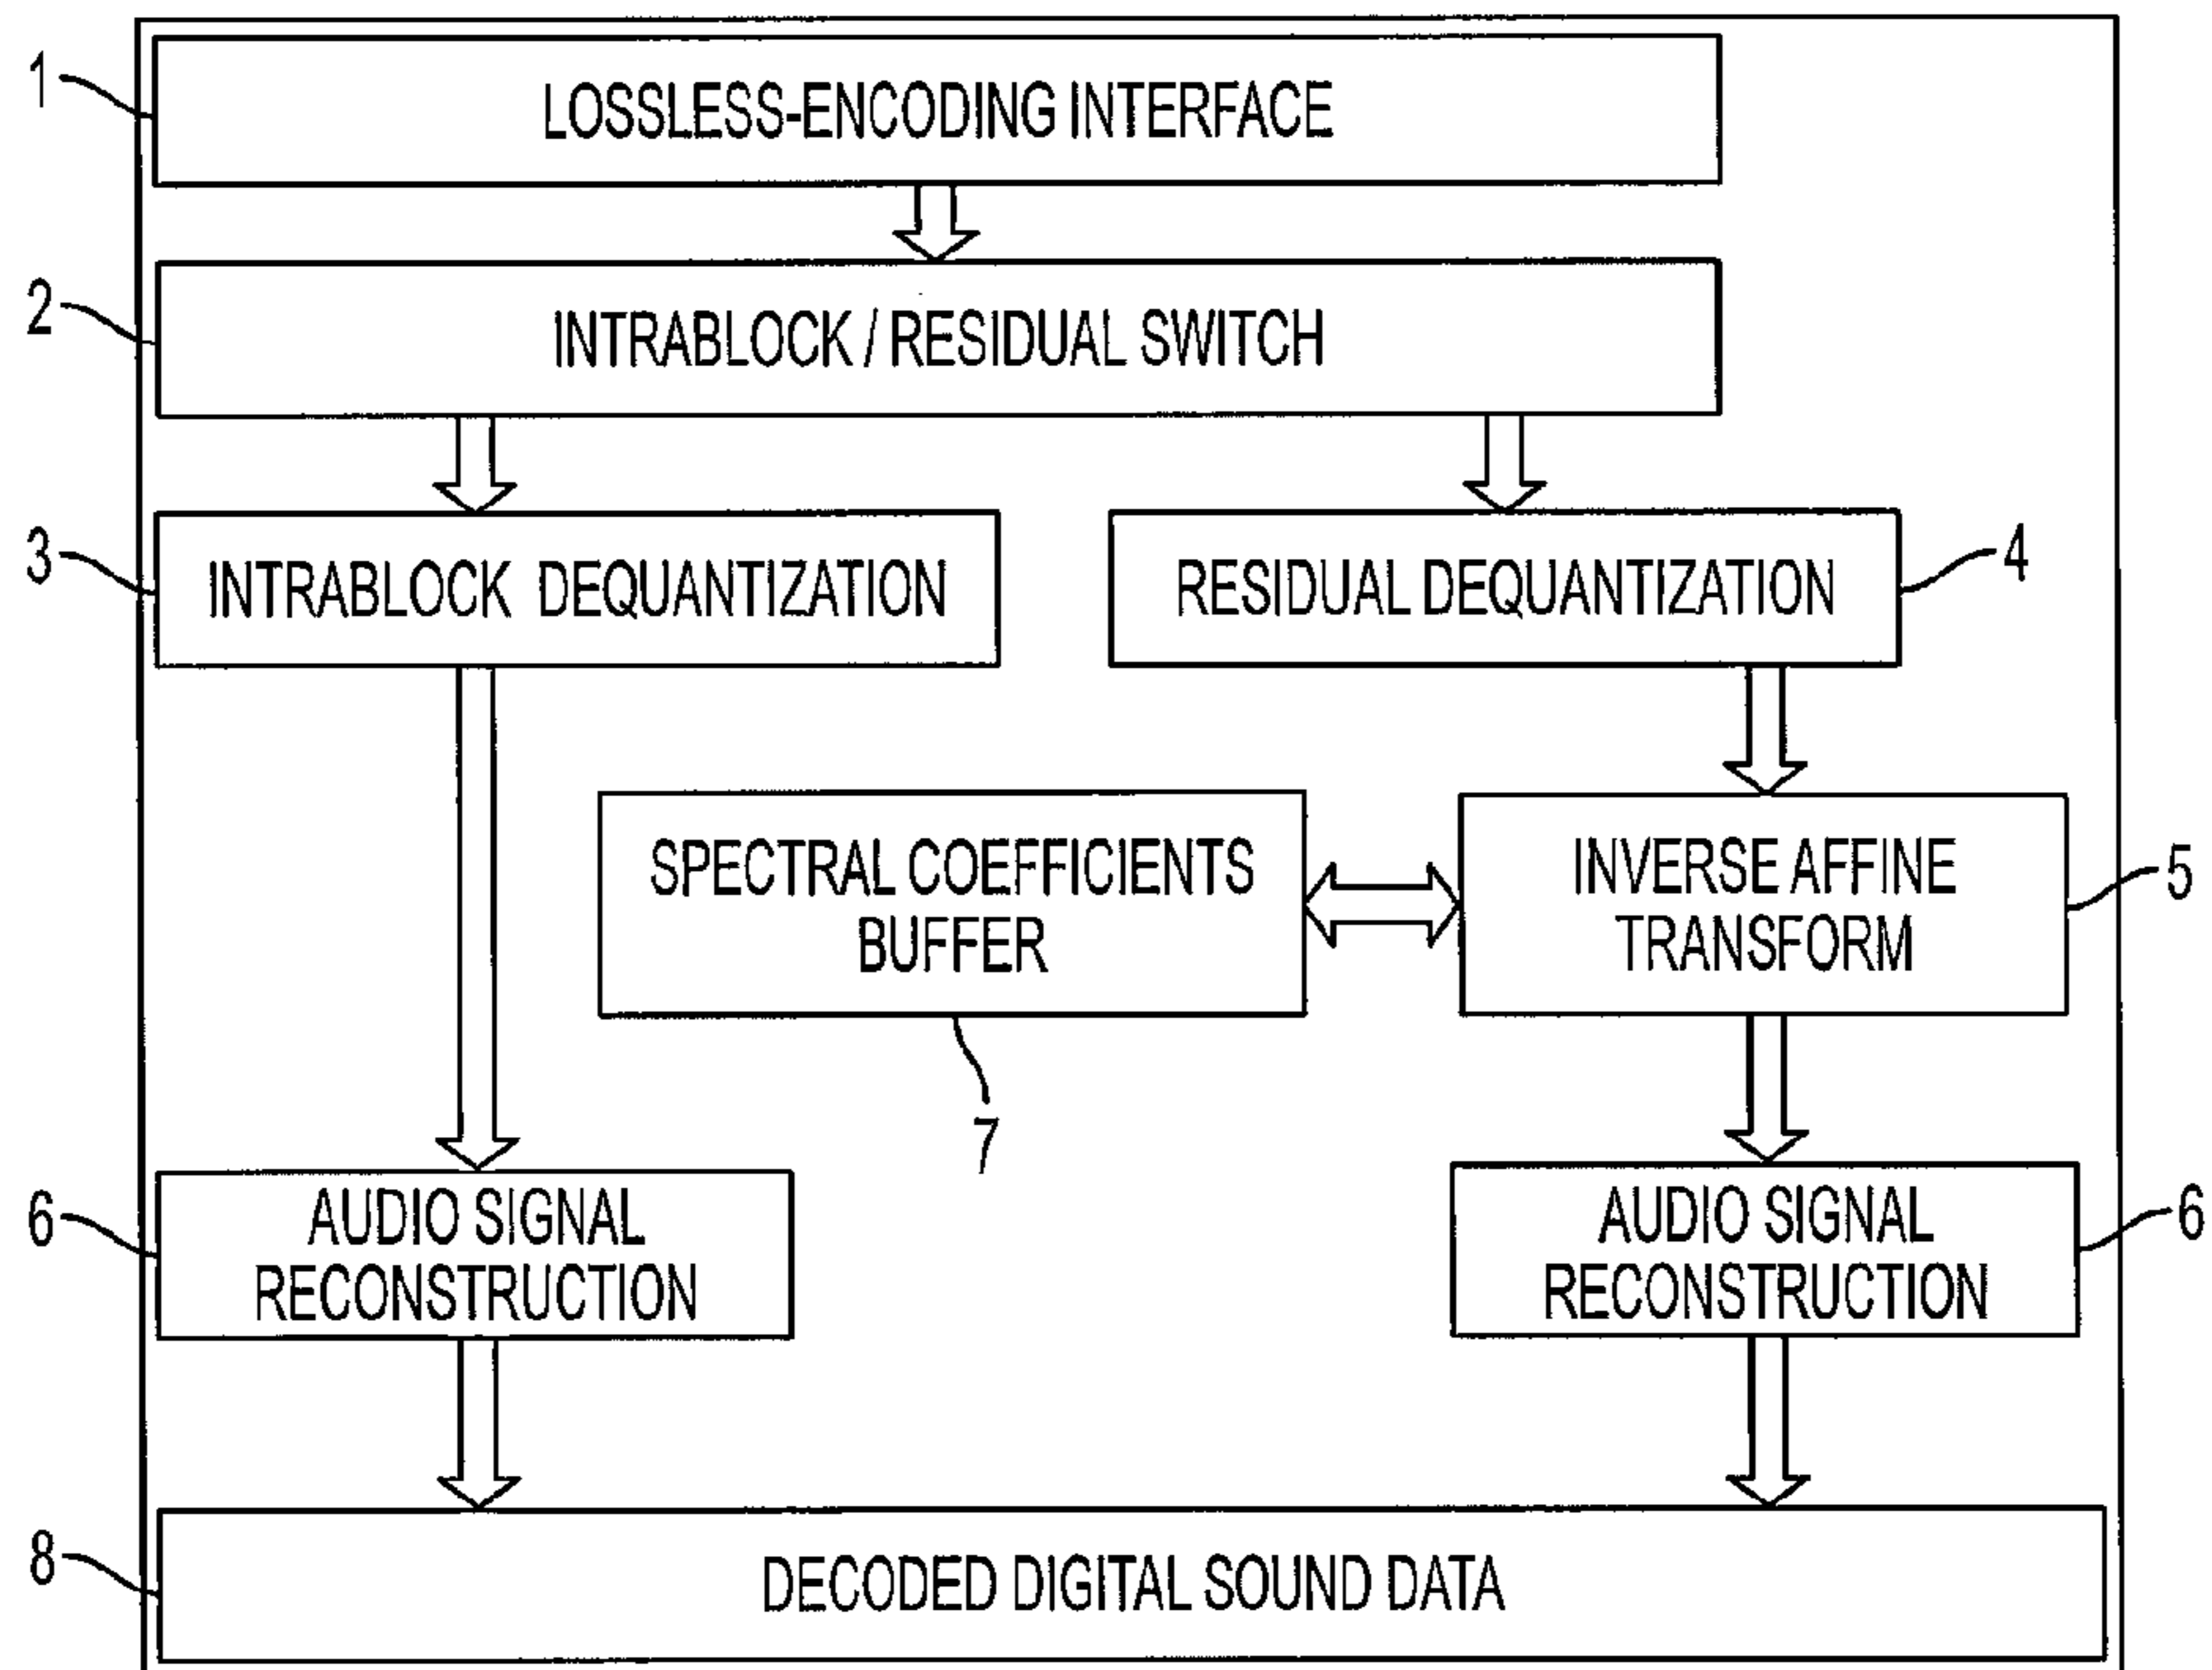 1
LOSSLESS-ENCODING INTERFACE
2
INTRABLOCK / RESIDUAL SWITCH
3
INTRABLOCK DEQUANTIZATION
RESIDUAL DEQUANTIZATION
4
SPECTRAL COEFFICIENTS
BUFFER
7
INVERSE AFFINE
TRANSFORM
5
6
AUDIO SIGNAL
RECONSTRUCTION
AUDIO SIGNAL
RECONSTRUCTION
6
8
DECODED DIGITAL SOUND DATA